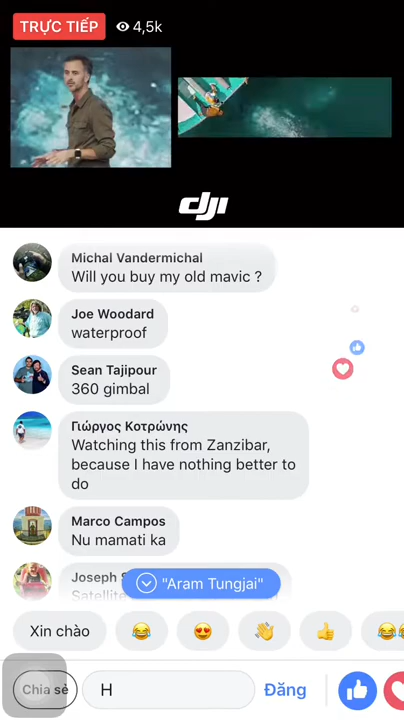 TRỰC TIẾP 4,5k
dji
Michal Vandermichal
Will you buy my old mavic ?
Joe Woodard
waterproof
Sean Tajipour
360 gimbal
Γιώργος Κοτρώνης
Watching this from Zanzibar,
because I have nothing better to
do
Marco Campos
Nu mamati ka
Joseph S
"Aram Tungjai"
Satellite
Xin chào
Chia sẻ
H
Đăng